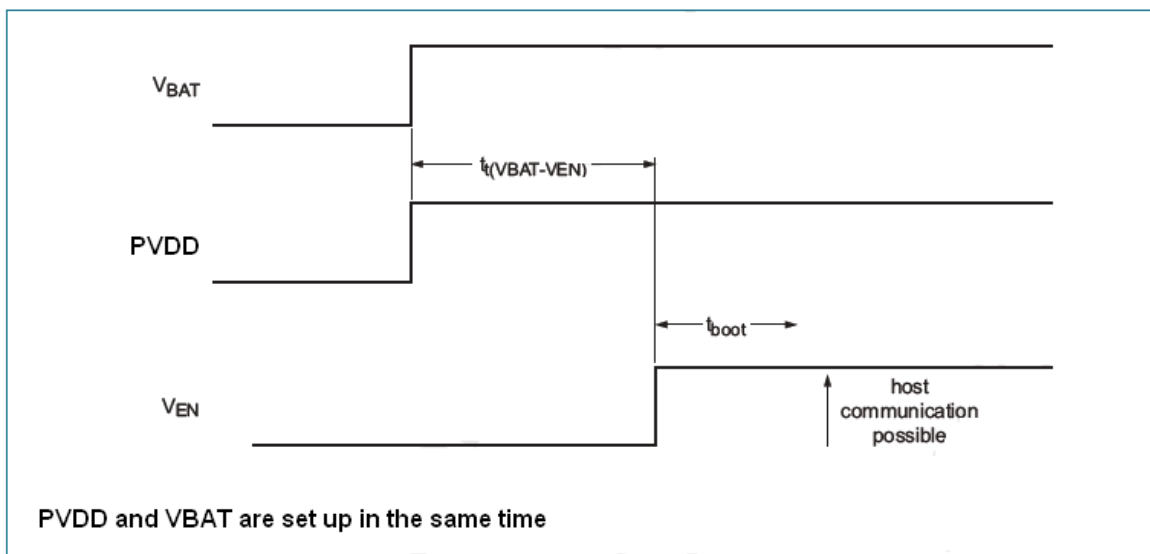 VBAT
tt(VBAT-VEN)
PVDD
tboot
VEN
host
communication
possible
PVDD and VBAT are set up in the same time